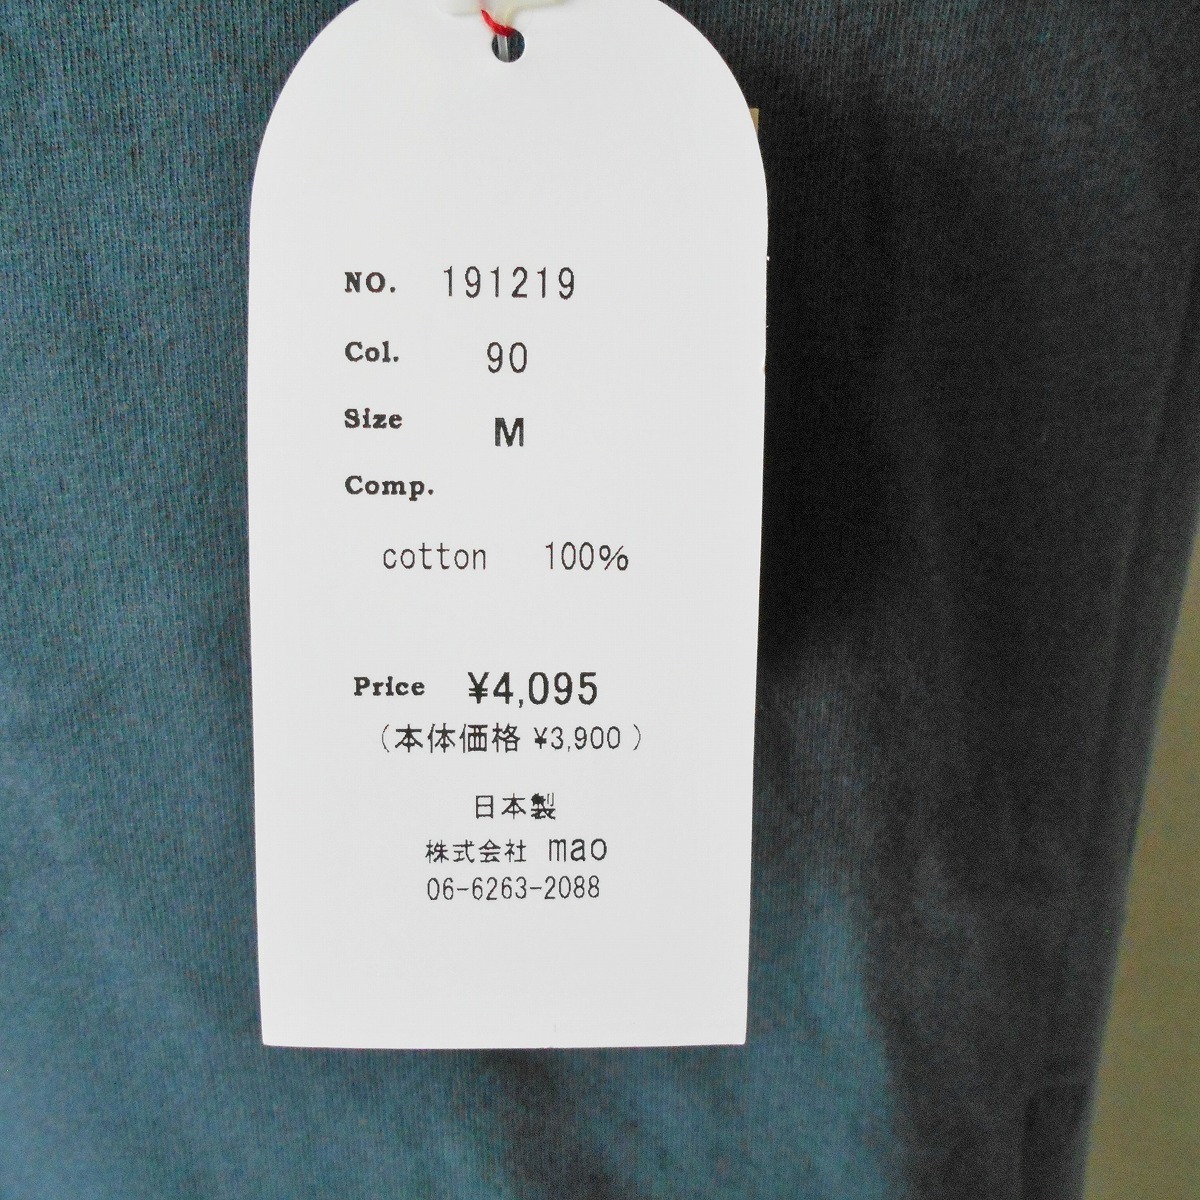 NO. 191219
Col. 90
Size M
Comp.
cotton 100%
Price ¥4,095
(本体価格 ¥3,900 )
日本製
株式会社 mao
06-6263-2088